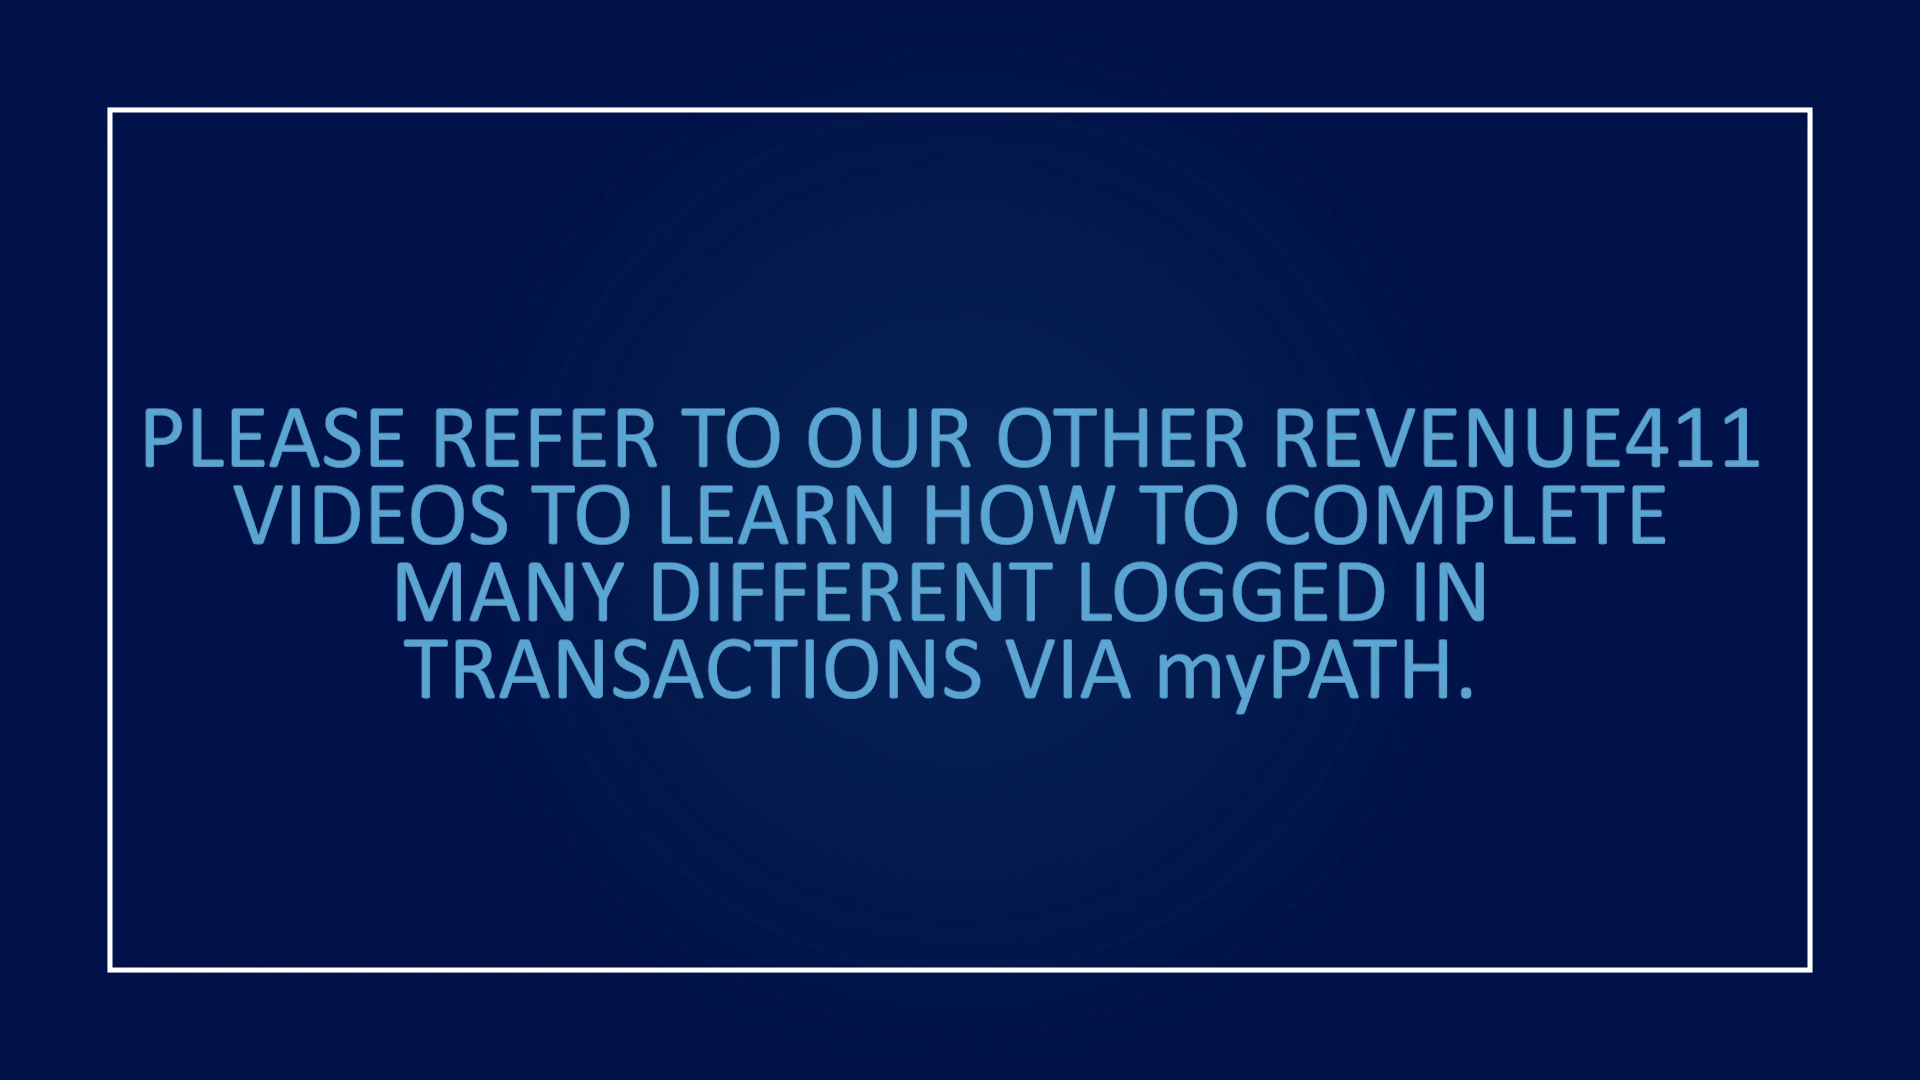 PLEASE REFER TO OUR OTHER REVENUE411
VIDEOS TO LEARN HOW TO COMPLETE
MANY DIFFERENT LOGGED IN
TRANSACTIONS VIA myPATH.